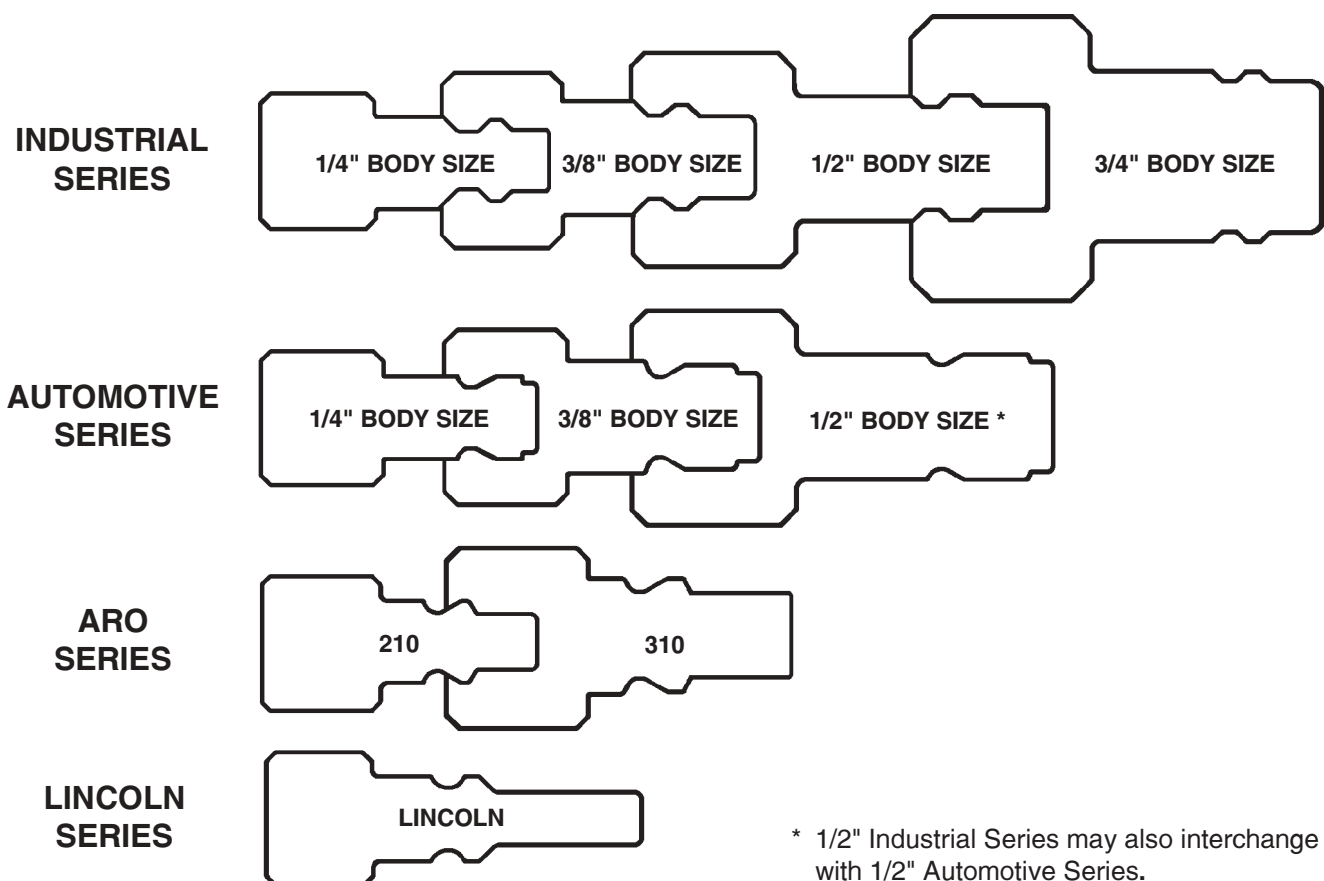 INDUSTRIAL
SERIES
1/4" BODY SIZE
3/8" BODY SIZE
1/2" BODY SIZE
3/4" BODY SIZE
AUTOMOTIVE
SERIES
1/4" BODY SIZE
3/8" BODY SIZE
1/2" BODY SIZE *
ARO
SERIES
210
310
LINCOLN
SERIES
LINCOLN
* 1/2" Industrial Series may also interchange
with 1/2" Automotive Series.